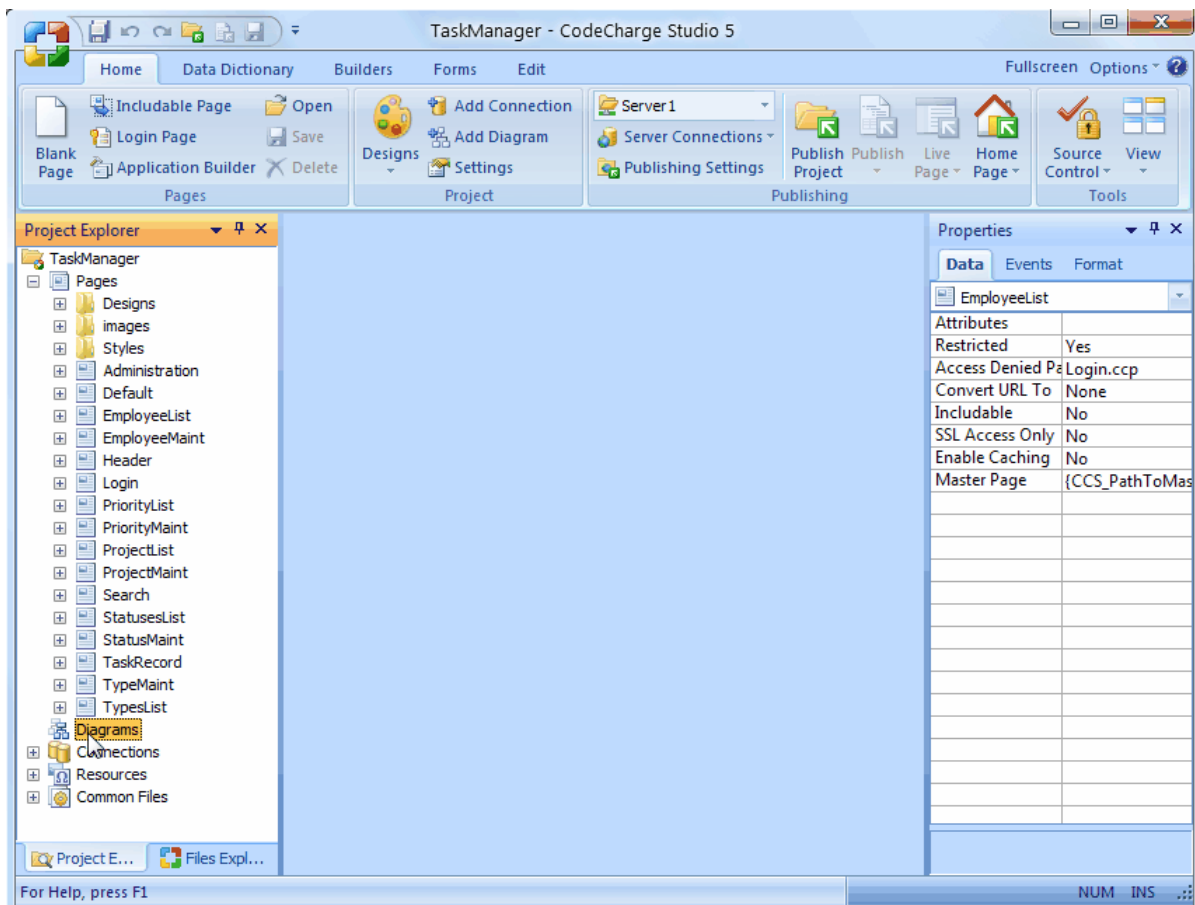 TaskManager - CodeCharge Studio 5
Home Data Dictionary Builders Forms Edit Fullscreen Options
Includable Page Open Add Connection Server1
Login Page Save Add Diagram Server Connections
Blank Page Application Builder Delete Designs Settings Publishing Settings Publish Project Publish Live Page Home Page Source Control View
Pages Project Publishing Tools
Project Explorer
TaskManager
Pages
Designs
images
Styles
Administration
Default
EmployeeList
EmployeeMaint
Header
Login
PriorityList
PriorityMaint
ProjectList
ProjectMaint
Search
StatusesList
StatusMaint
TaskRecord
TypeMaint
TypesList
Diagrams
Connections
Resources
Common Files
Project E... Files Expl...
Properties
Data Events Format
EmployeeList
Attributes
Restricted Yes
Access Denied Pa Login.ccp
Convert URL To None
Includable No
SSL Access Only No
Enable Caching No
Master Page {CCS_PathToMas
For Help, press F1 NUM INS